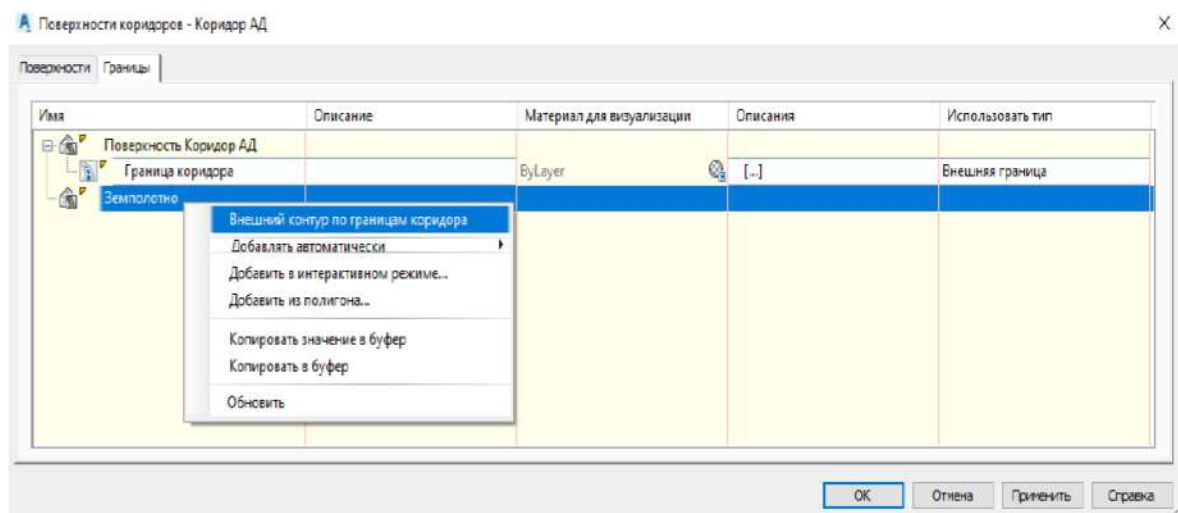 Поверхности коридоров - Коридор АД
Поверхности Границы
Имя Описание Материал для визуализации Описания Использовать тип
Поверхность Коридор АД
Граница коридора ByLayer [...] Внешняя граница
Земполотно
Внешний контур по границам коридора
Добавлять автоматически
Добавить в интерактивном режиме...
Добавить из полигона...
Копировать значение в буфер
Копировать в буфер
Обновить
ОК Отмена Применить Справка